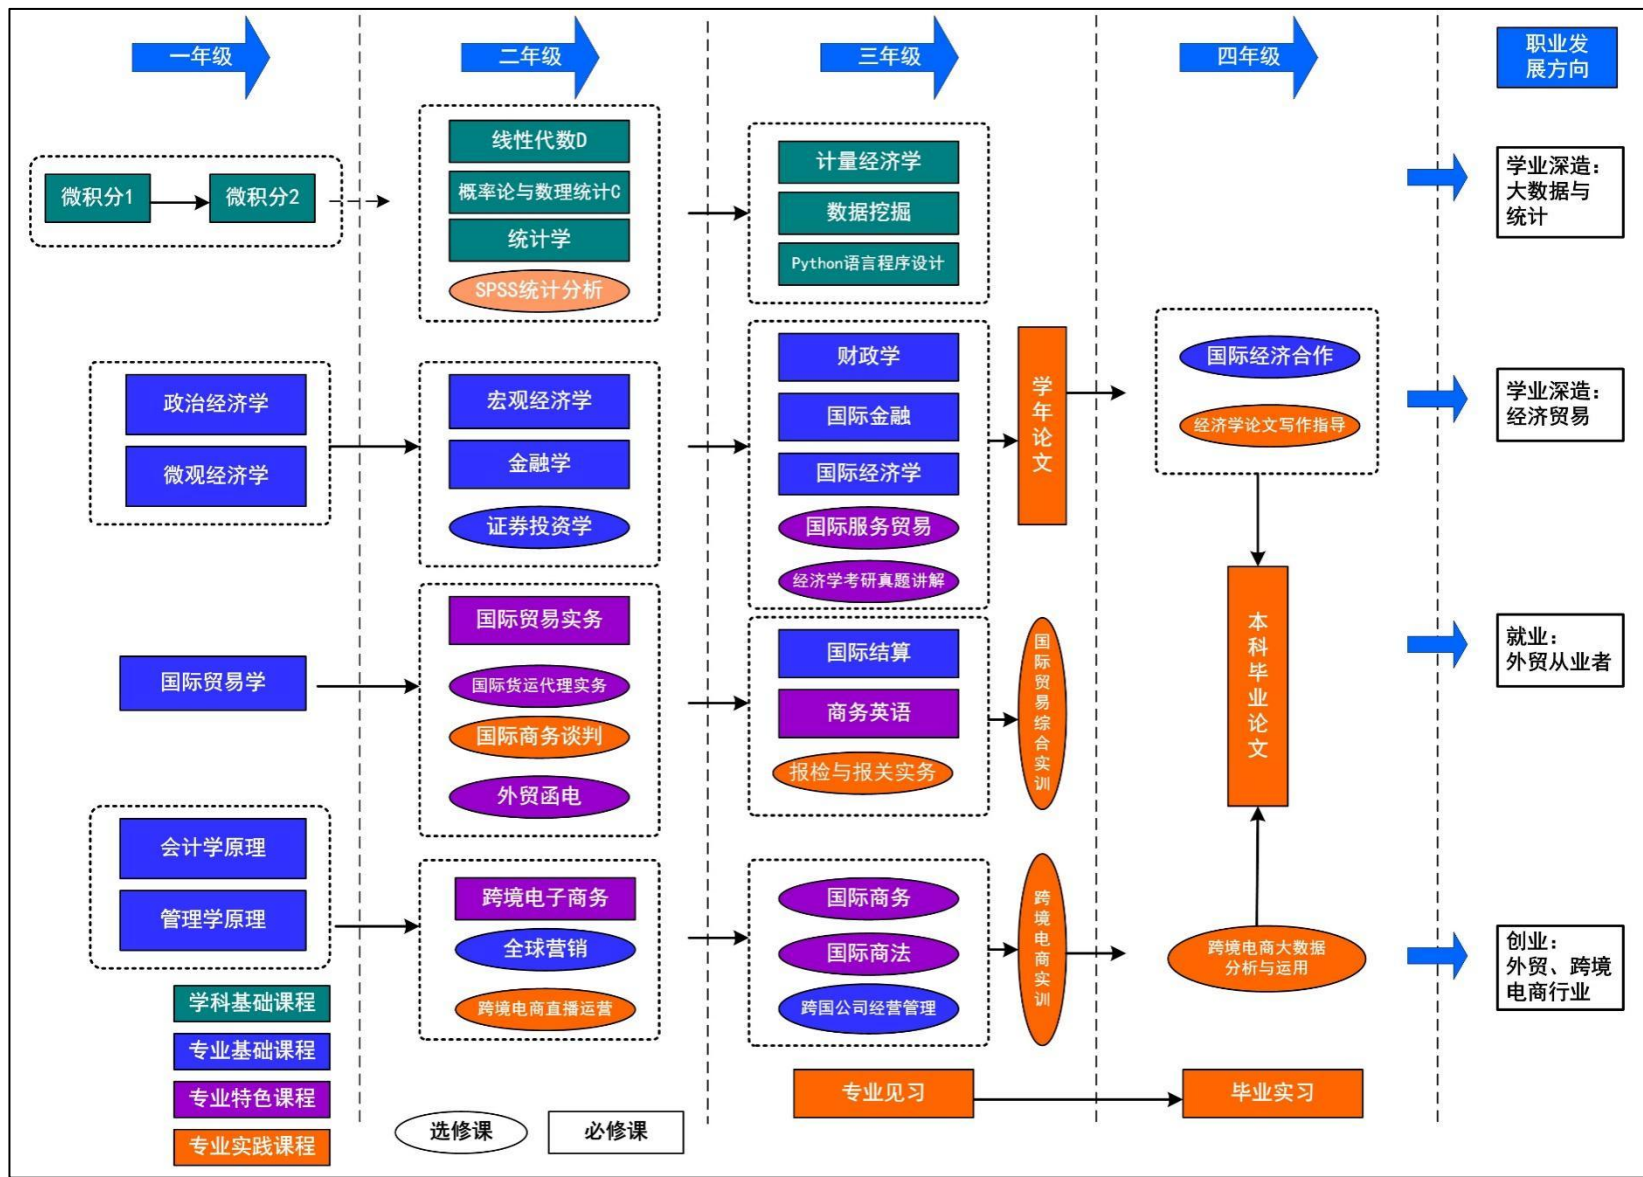 一年级
二年级
三年级
四年级
职业发
展方向
微积分1
微积分2
线性代数D
概率论与数理统计C
统计学
SPSS统计分析
计量经济学
数据挖掘
Python语言程序设计
学业深造：
大数据与
统计
政治经济学
微观经济学
宏观经济学
金融学
证券投资学
财政学
国际金融
国际经济学
国际服务贸易
经济学考研真题讲解
学年论文
国际经济合作
经济学论文写作指导
学业深造：
经济贸易
国际贸易学
国际贸易实务
国际货运代理实务
国际商务谈判
外贸函电
国际结算
商务英语
报检与报关实务
国际贸易综合实训
本科毕业论文
就业：
外贸从业者
会计学原理
管理学原理
跨境电子商务
全球营销
跨境电商直播运营
国际商务
国际商法
跨国公司经营管理
跨境电商实训
跨境电商大数据
分析与运用
创业：
外贸、跨境
电商行业
学科基础课程
专业基础课程
专业特色课程
专业实践课程
选修课
必修课
专业见习
毕业实习